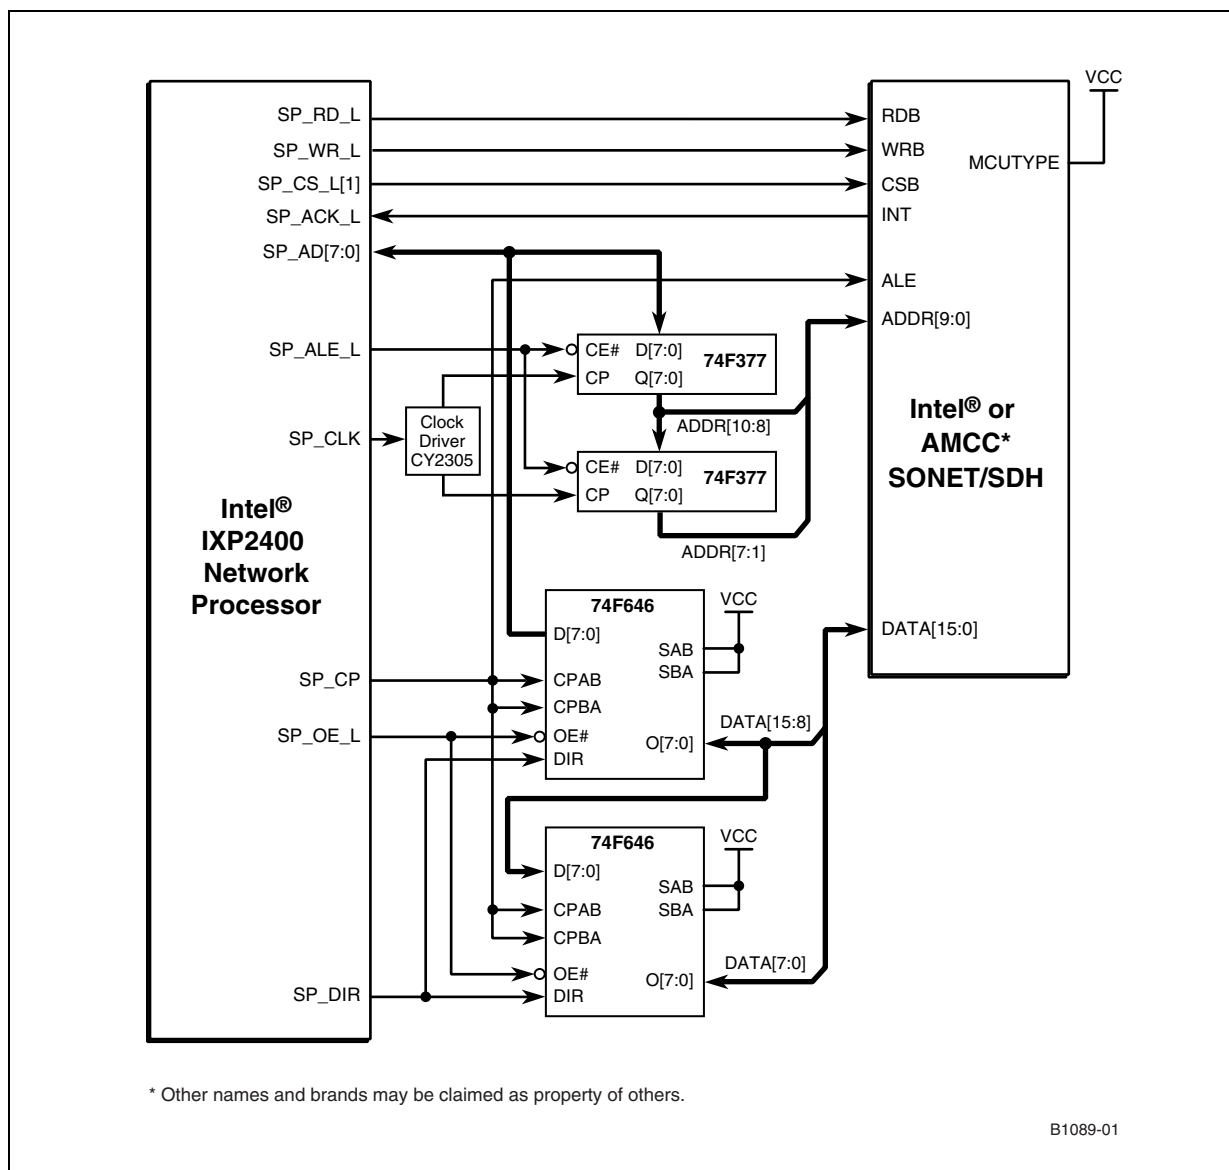 VCC
SP_RD_L
RDB
SP_WR_L
WRB
MCUTYPE
SP_CS_L[1]
CSB
SP_ACK_L
INT
SP_AD[7:0]
ALE
ADDR[9:0]
SP_ALE_L
CE# D[7:0]
74F377
CP Q[7:0]
ADDR[10:8]
SP_CLK
Clock
Driver
CY2305
CE# D[7:0]
74F377
CP Q[7:0]
ADDR[7:1]
Intel® or
AMCC*
SONET/SDH
Intel®
IXP2400
Network
Processor
74F646
VCC
D[7:0]
SAB
SBA
DATA[15:0]
SP_CP
CPAB
CPBA
SP_OE_L
OE#
DIR
O[7:0]
DATA[15:8]
74F646
VCC
D[7:0]
SAB
SBA
CPAB
CPBA
OE#
DIR
O[7:0]
DATA[7:0]
SP_DIR
* Other names and brands may be claimed as property of others.
B1089-01